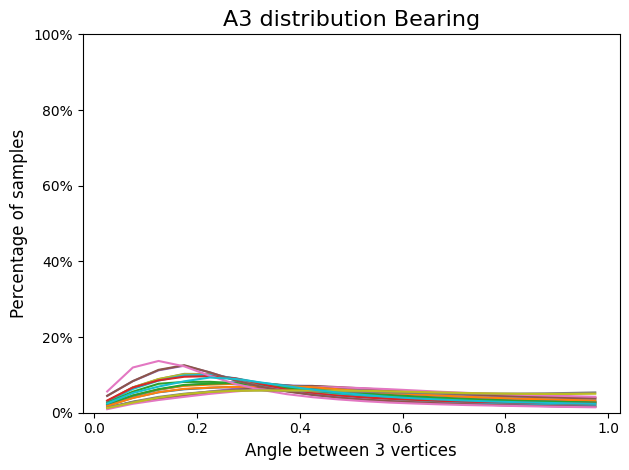 A3 distribution Bearing
100%
80%
60%
40%
20%
0%
Percentage of samples
0.0 0.2 0.4 0.6 0.8 1.0
Angle between 3 vertices